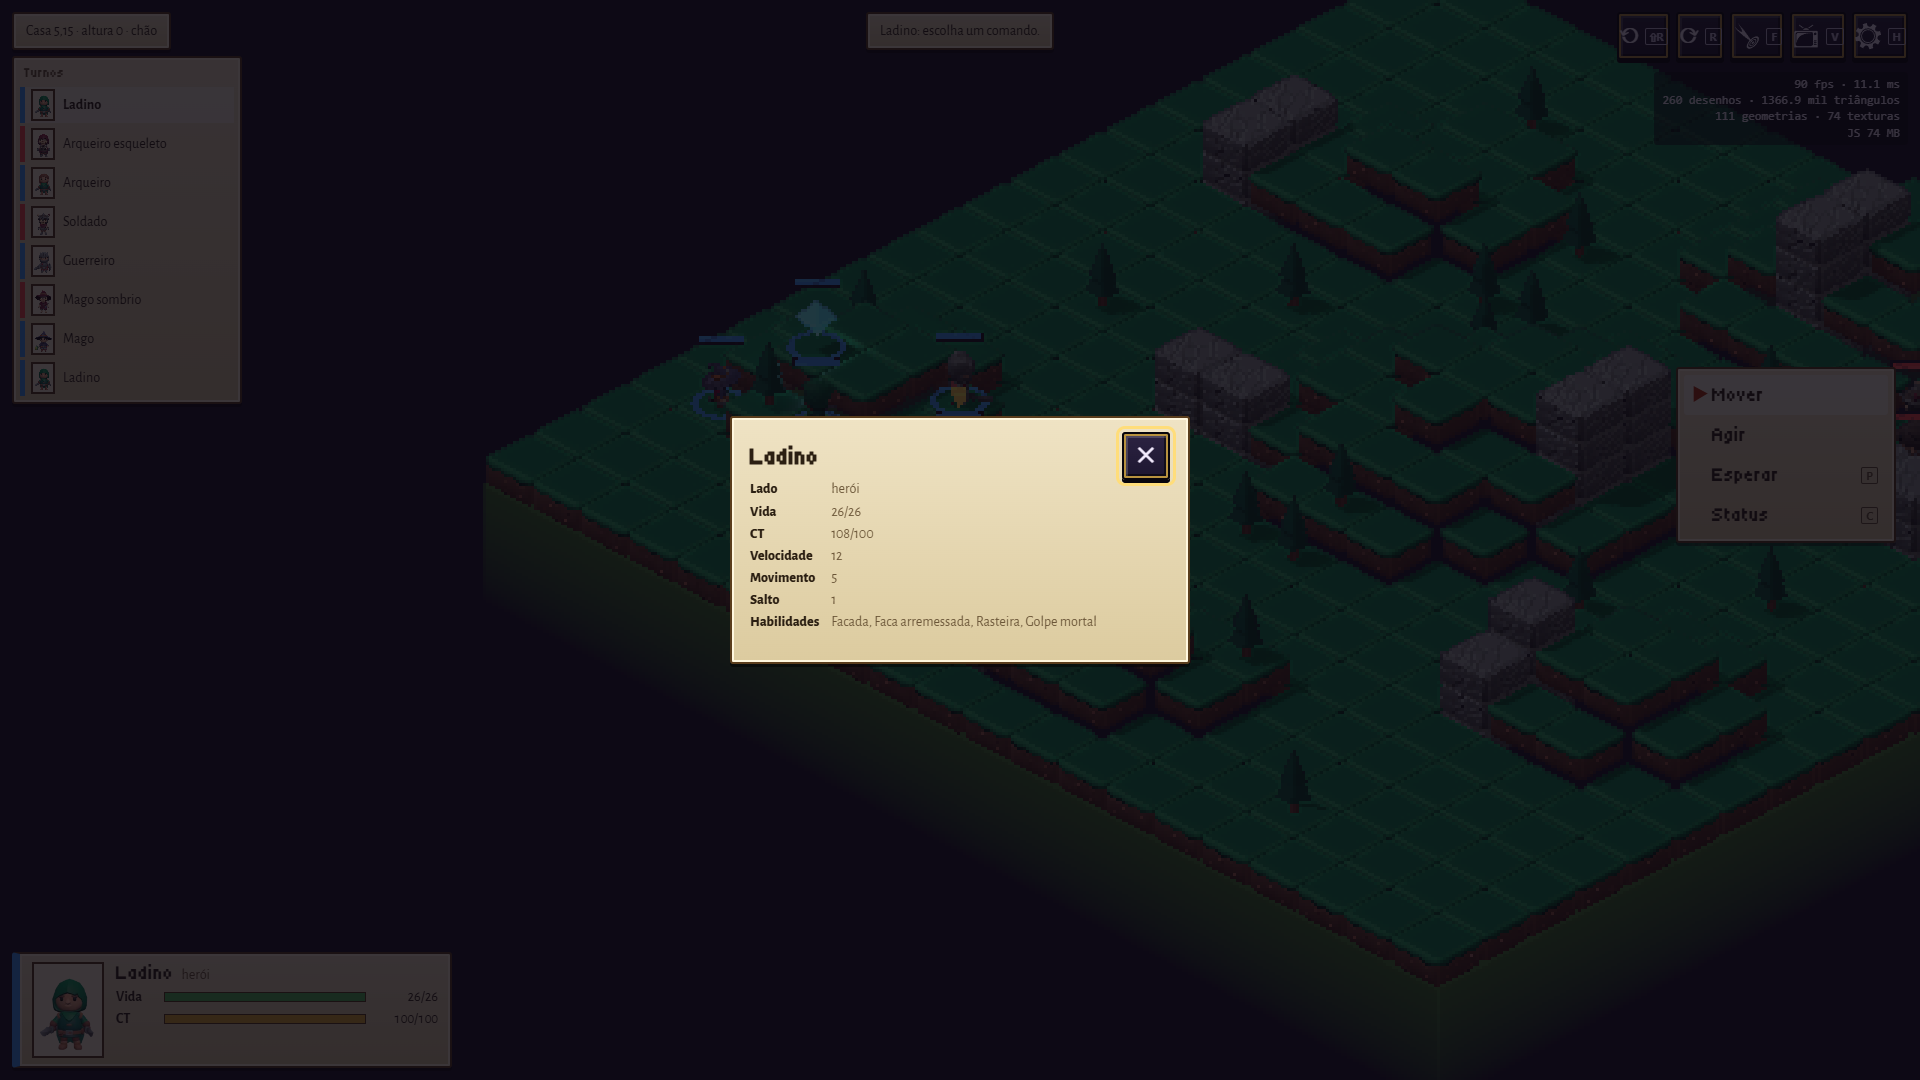 Casa 5,15 · altura 0 · chão
Ladino: escolha um comando.
R
F
V
H
90 fps · 11.1 ms
260 desenhos · 1366.9 mil triângulos
111 geometrias · 74 texturas
JS 74 MB
Turnos
Ladino
Arqueiro esqueleto
Arqueiro
Soldado
Guerreiro
Mago sombrio
Mago
Ladino
Mover
Agir
Esperar P
Status C
Ladino
Lado herói
Vida 26/26
CT 108/100
Velocidade 12
Movimento 5
Salto 1
Habilidades Facada, Faca arremessada, Rasteira, Golpe mortal
Ladino herói
Vida 26/26
CT 100/100